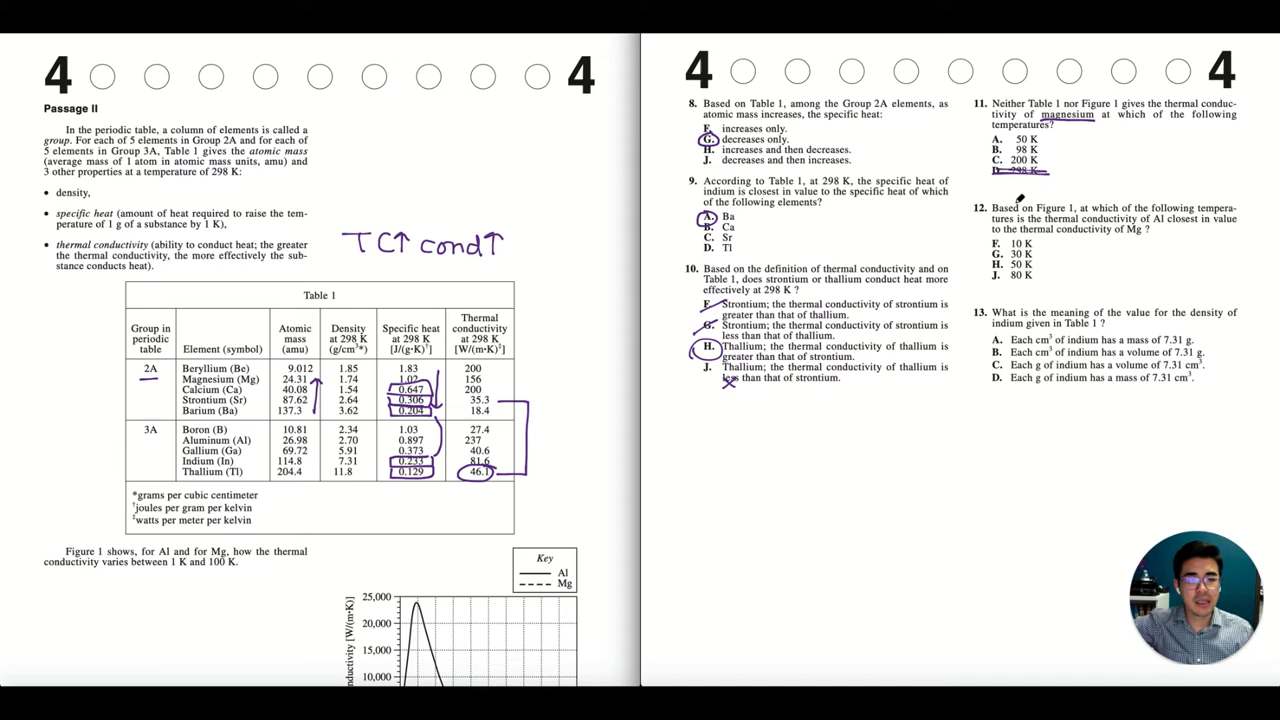 4 4
Passage II
In the periodic table, a column of elements is called a
group. For each of 5 elements in Group 2A and for each of
5 elements in Group 3A, Table 1 gives the atomic mass
(average mass of 1 atom in atomic mass units, amu) and
3 other properties at a temperature of 298 K:
• density,
• specific heat (amount of heat required to raise the tem-
perature of 1 g of a substance by 1 K),
• thermal conductivity (ability to conduct heat; the greater
the thermal conductivity, the more effectively the sub-
stance conducts heat).
TC↑ cond↑
Table 1
Group in periodic table Element (symbol) Atomic mass (amu) Density at 298 K (g/cm³*) Specific heat at 298 K [J/(g·K)†] Thermal conductivity at 298 K [W/(m·K)‡]
2A Beryllium (Be) 9.012 1.85 1.83 200
Magnesium (Mg) 24.31 1.74 1.02 156
Calcium (Ca) 40.08 1.54 0.647 200
Strontium (Sr) 87.62 2.64 0.306 35.3
Barium (Ba) 137.3 3.62 0.204 18.4
3A Boron (B) 10.81 2.34 1.03 27.4
Aluminum (Al) 26.98 2.70 0.897 237
Gallium (Ga) 69.72 5.91 0.373 40.6
Indium (In) 114.8 7.31 0.233 81.6
Thallium (Tl) 204.4 11.8 0.129 46.1
*grams per cubic centimeter
†joules per gram per kelvin
‡watts per meter per kelvin
Figure 1 shows, for Al and for Mg, how the thermal
conductivity varies between 1 K and 100 K.
Key
Al
Mg
25,000
20,000
15,000
10,000
[W/(m·K)]
4 4
8. Based on Table 1, among the Group 2A elements, as
atomic mass increases, the specific heat:
F. increases only.
G. decreases only.
H. increases and then decreases.
J. decreases and then increases.
9. According to Table 1, at 298 K, the specific heat of
indium is closest in value to the specific heat of which
of the following elements?
A. Ba
B. Ca
C. Sr
D. Tl
10. Based on the definition of thermal conductivity and on
Table 1, does strontium or thallium conduct heat more
effectively at 298 K ?
F. Strontium; the thermal conductivity of strontium is
greater than that of thallium.
G. Strontium; the thermal conductivity of strontium is
less than that of thallium.
H. Thallium; the thermal conductivity of thallium is
greater than that of strontium.
J. Thallium; the thermal conductivity of thallium is
less than that of strontium.
11. Neither Table 1 nor Figure 1 gives the thermal conduc-
tivity of magnesium at which of the following
temperatures?
A. 50 K
B. 98 K
C. 200 K
D. 298 K
12. Based on Figure 1, at which of the following tempera-
tures is the thermal conductivity of Al closest in value
to the thermal conductivity of Mg ?
F. 10 K
G. 30 K
H. 50 K
J. 80 K
13. What is the meaning of the value for the density of
indium given in Table 1 ?
A. Each cm³ of indium has a mass of 7.31 g.
B. Each cm³ of indium has a volume of 7.31 g.
C. Each g of indium has a volume of 7.31 cm³.
D. Each g of indium has a mass of 7.31 cm³.